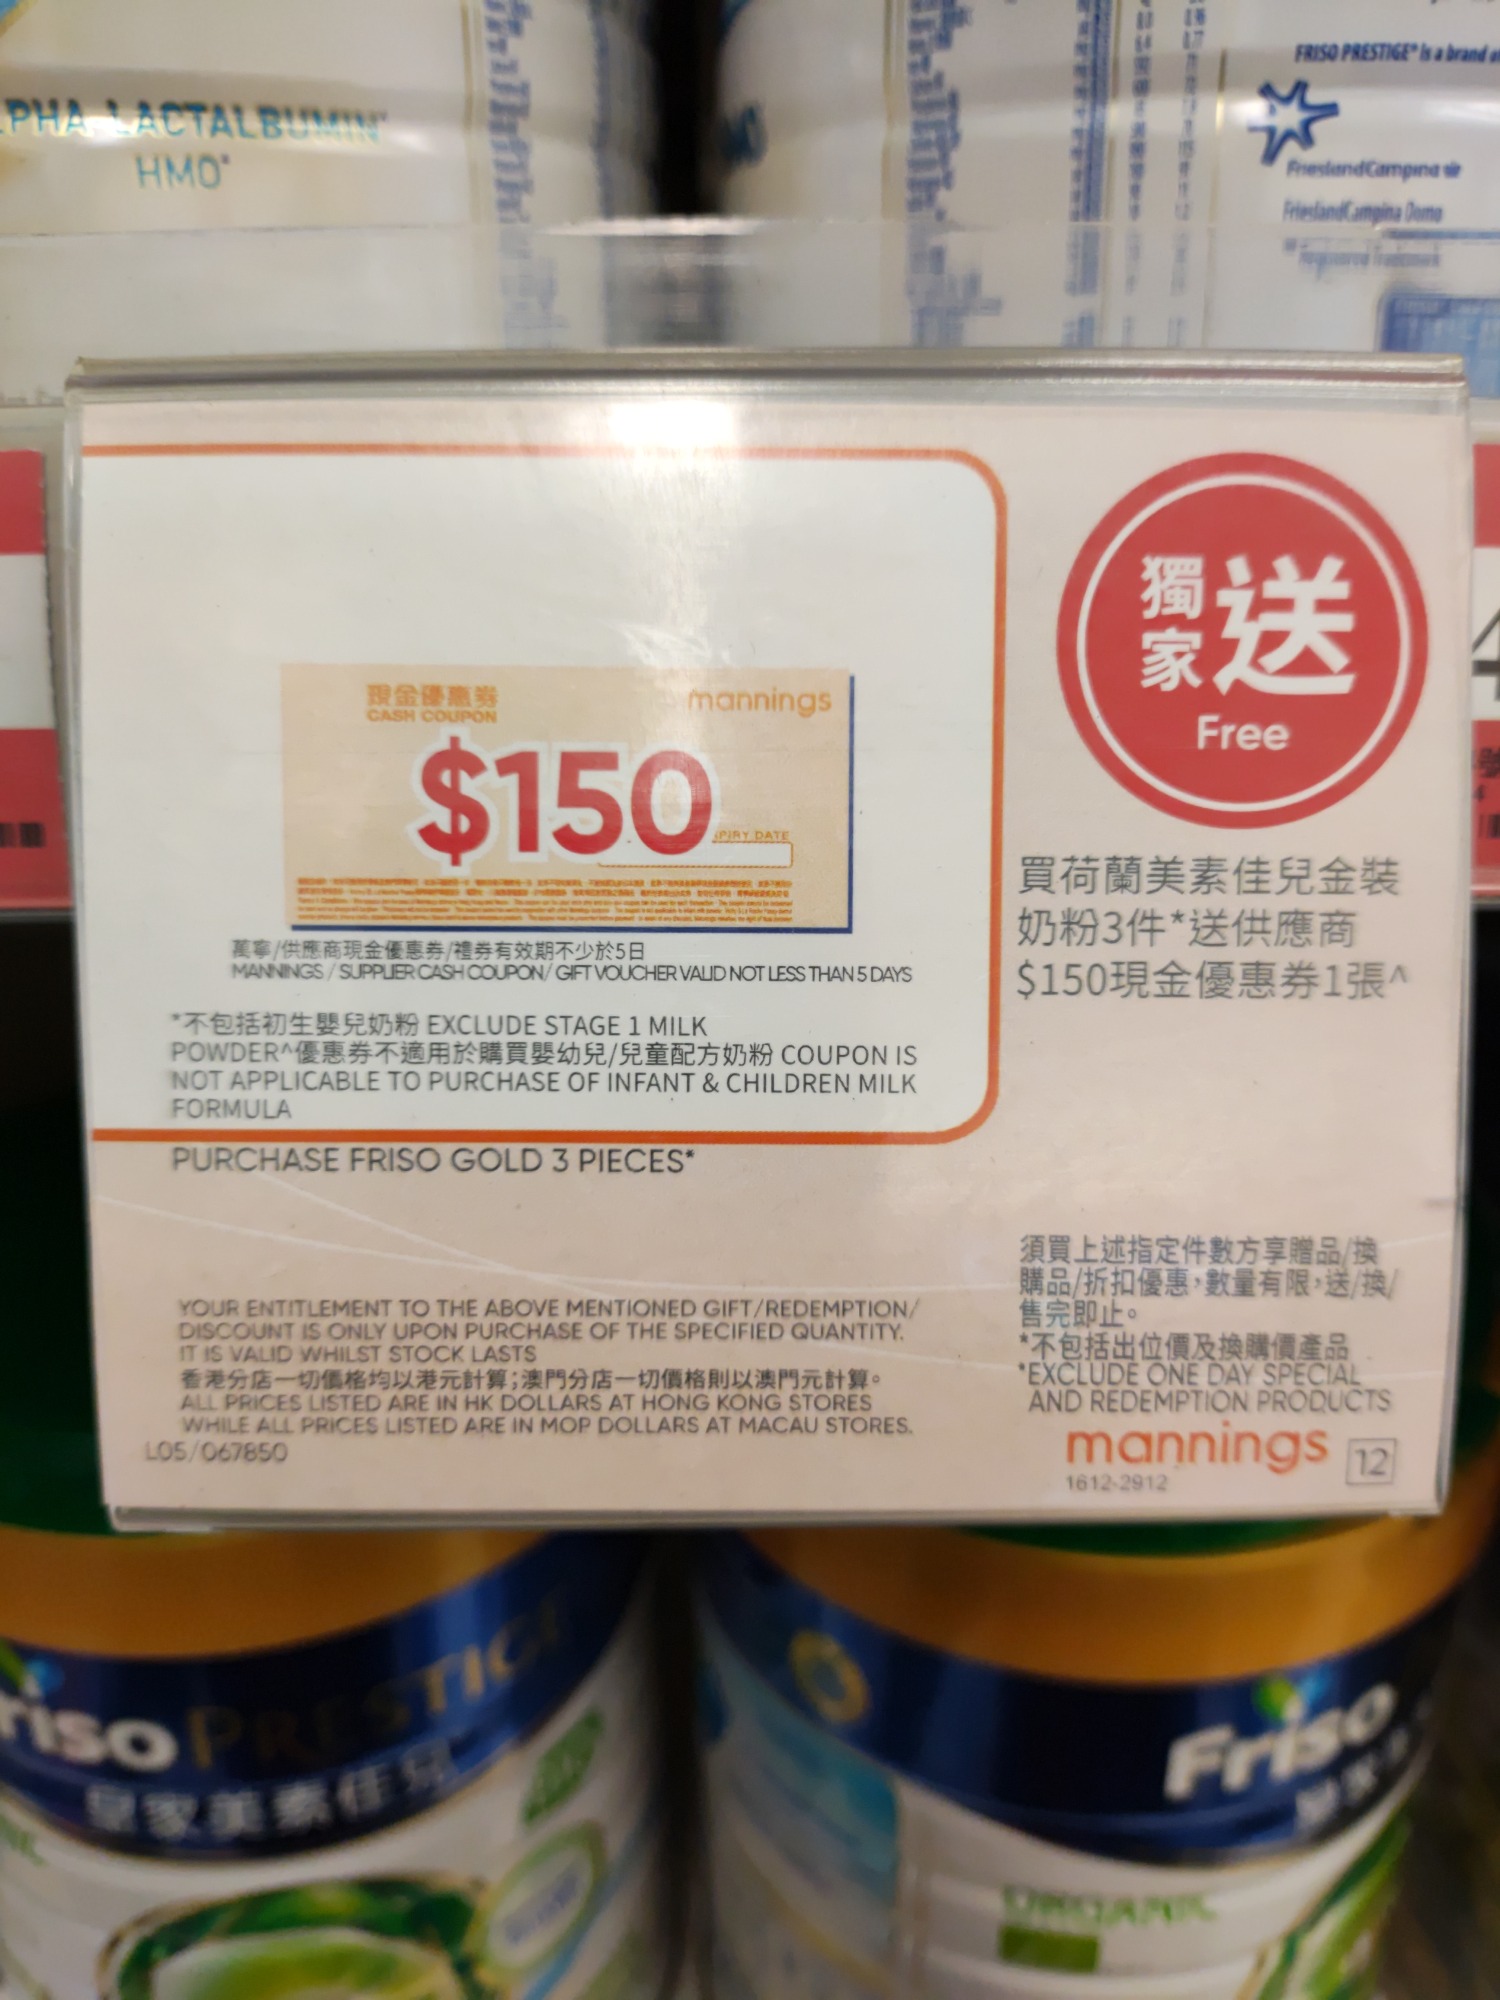 PHA-LACTALBUMIN
HMO
FRISO PRESTIGE® is a brand
FrieslandCampina
FrieslandCampina Domo
獨家送
Free
現金優惠券
CASH COUPON
mannings
$150
PIRY DATE
萬寧/供應商現金優惠券/禮券有效期不少於5日
MANNINGS / SUPPLIER CASH COUPON/ GIFT VOUCHER VALID NOT LESS THAN 5 DAYS
*不包括初生嬰兒奶粉 EXCLUDE STAGE 1 MILK
POWDER^優惠券不適用於購買嬰幼兒/兒童配方奶粉 COUPON IS
NOT APPLICABLE TO PURCHASE OF INFANT & CHILDREN MILK
FORMULA
買荷蘭美素佳兒金裝
奶粉3件*送供應商
$150現金優惠券1張^
PURCHASE FRISO GOLD 3 PIECES*
YOUR ENTITLEMENT TO THE ABOVE MENTIONED GIFT/REDEMPTION/
DISCOUNT IS ONLY UPON PURCHASE OF THE SPECIFIED QUANTITY.
IT IS VALID WHILST STOCK LASTS
香港分店一切價格均以港元計算;澳門分店一切價格則以澳門元計算。
ALL PRICES LISTED ARE IN HK DOLLARS AT HONG KONG STORES
WHILE ALL PRICES LISTED ARE IN MOP DOLLARS AT MACAU STORES.
L05/067850
須買上述指定件數方享贈品/換
購品/折扣優惠,數量有限,送/換/
售完即止。
*不包括出位價及換購價產品
*EXCLUDE ONE DAY SPECIAL
AND REDEMPTION PRODUCTS
mannings
12
1612-2912
riso PRESTIGE
皇家美素佳兒
Friso
ORGANIC